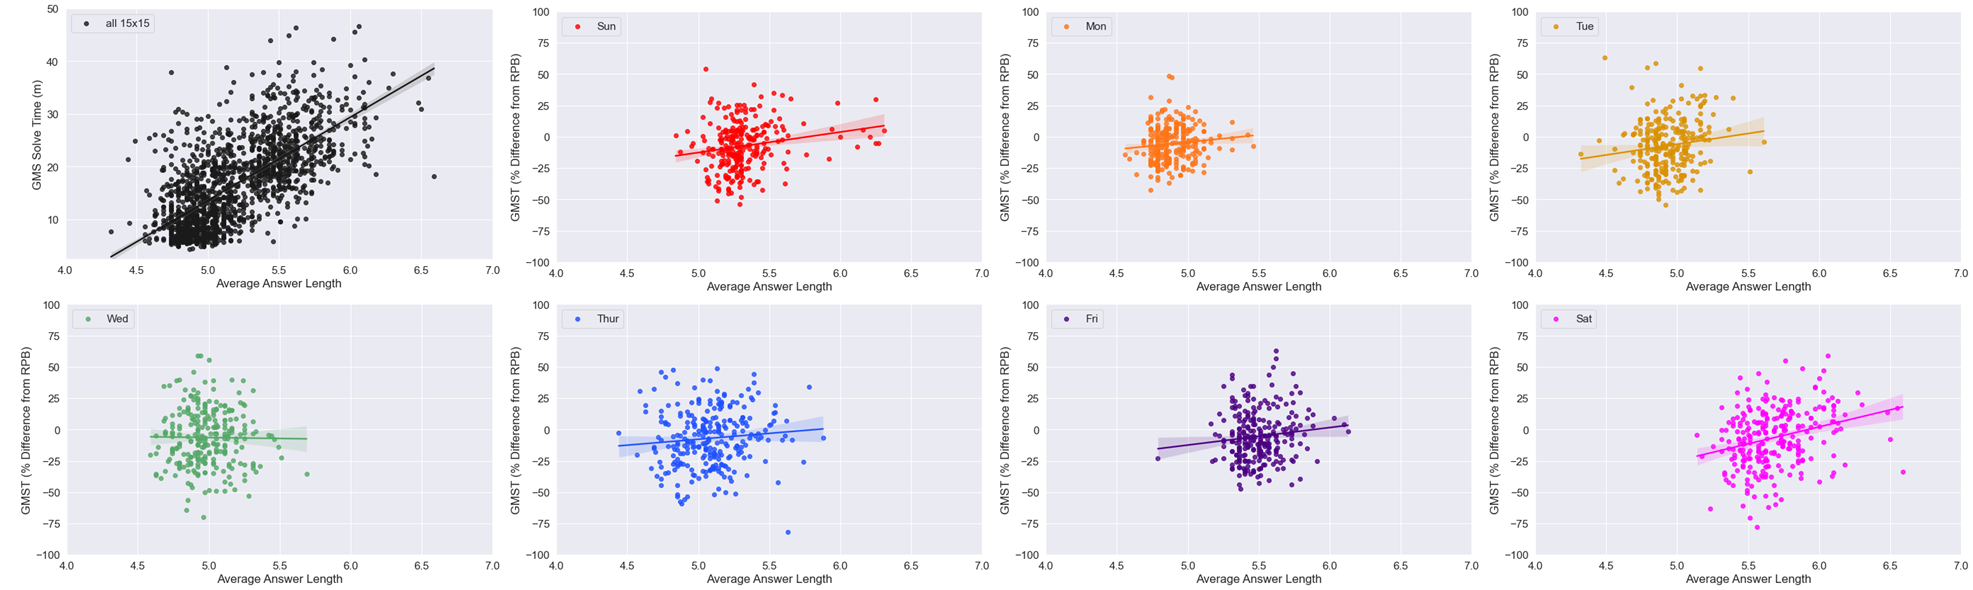 all 15x15
GMS Solve Time (m)
50
40
30
20
10
4.0 4.5 5.0 5.5 6.0 6.5 7.0
Average Answer Length
Sun
GMST (% Difference from RPB)
100
75
50
25
0
−25
−50
−75
−100
4.0 4.5 5.0 5.5 6.0 6.5 7.0
Average Answer Length
Mon
GMST (% Difference from RPB)
100
75
50
25
0
−25
−50
−75
−100
4.0 4.5 5.0 5.5 6.0 6.5 7.0
Average Answer Length
Tue
GMST (% Difference from RPB)
100
75
50
25
0
−25
−50
−75
−100
4.0 4.5 5.0 5.5 6.0 6.5 7.0
Average Answer Length
Wed
GMST (% Difference from RPB)
100
75
50
25
0
−25
−50
−75
−100
4.0 4.5 5.0 5.5 6.0 6.5 7.0
Average Answer Length
Thur
GMST (% Difference from RPB)
100
75
50
25
0
−25
−50
−75
−100
4.0 4.5 5.0 5.5 6.0 6.5 7.0
Average Answer Length
Fri
GMST (% Difference from RPB)
100
75
50
25
0
−25
−50
−75
−100
4.0 4.5 5.0 5.5 6.0 6.5 7.0
Average Answer Length
Sat
GMST (% Difference from RPB)
100
75
50
25
0
−25
−50
−75
−100
4.0 4.5 5.0 5.5 6.0 6.5 7.0
Average Answer Length